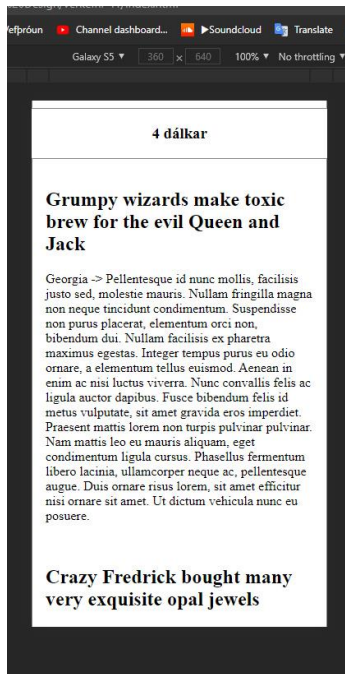 Vefþróun Channel dashboard... ▶Soundcloud Translate
Galaxy S5 ▼ 360 x 640 100% ▼ No throttling ▼
4 dálkar
Grumpy wizards make toxic
brew for the evil Queen and
Jack
Georgia -> Pellentesque id nunc mollis, facilisis
justo sed, molestie mauris. Nullam fringilla magna
non neque tincidunt condimentum. Suspendisse
non purus placerat, elementum orci non,
bibendum dui. Nullam facilisis ex pharetra
maximus egestas. Integer tempus purus eu odio
ornare, a elementum tellus euismod. Aenean in
enim ac nisi luctus viverra. Nunc convallis felis ac
ligula auctor dapibus. Fusce bibendum felis id
metus vulputate, sit amet gravida eros imperdiet.
Praesent mattis lorem non turpis pulvinar pulvinar.
Nam mattis leo eu mauris aliquam, eget
condimentum ligula cursus. Phasellus fermentum
libero lacinia, ullamcorper neque ac, pellentesque
augue. Duis ornare risus lorem, sit amet efficitur
nisi ornare sit amet. Ut dictum vehicula nunc eu
posuere.
Crazy Fredrick bought many
very exquisite opal jewels